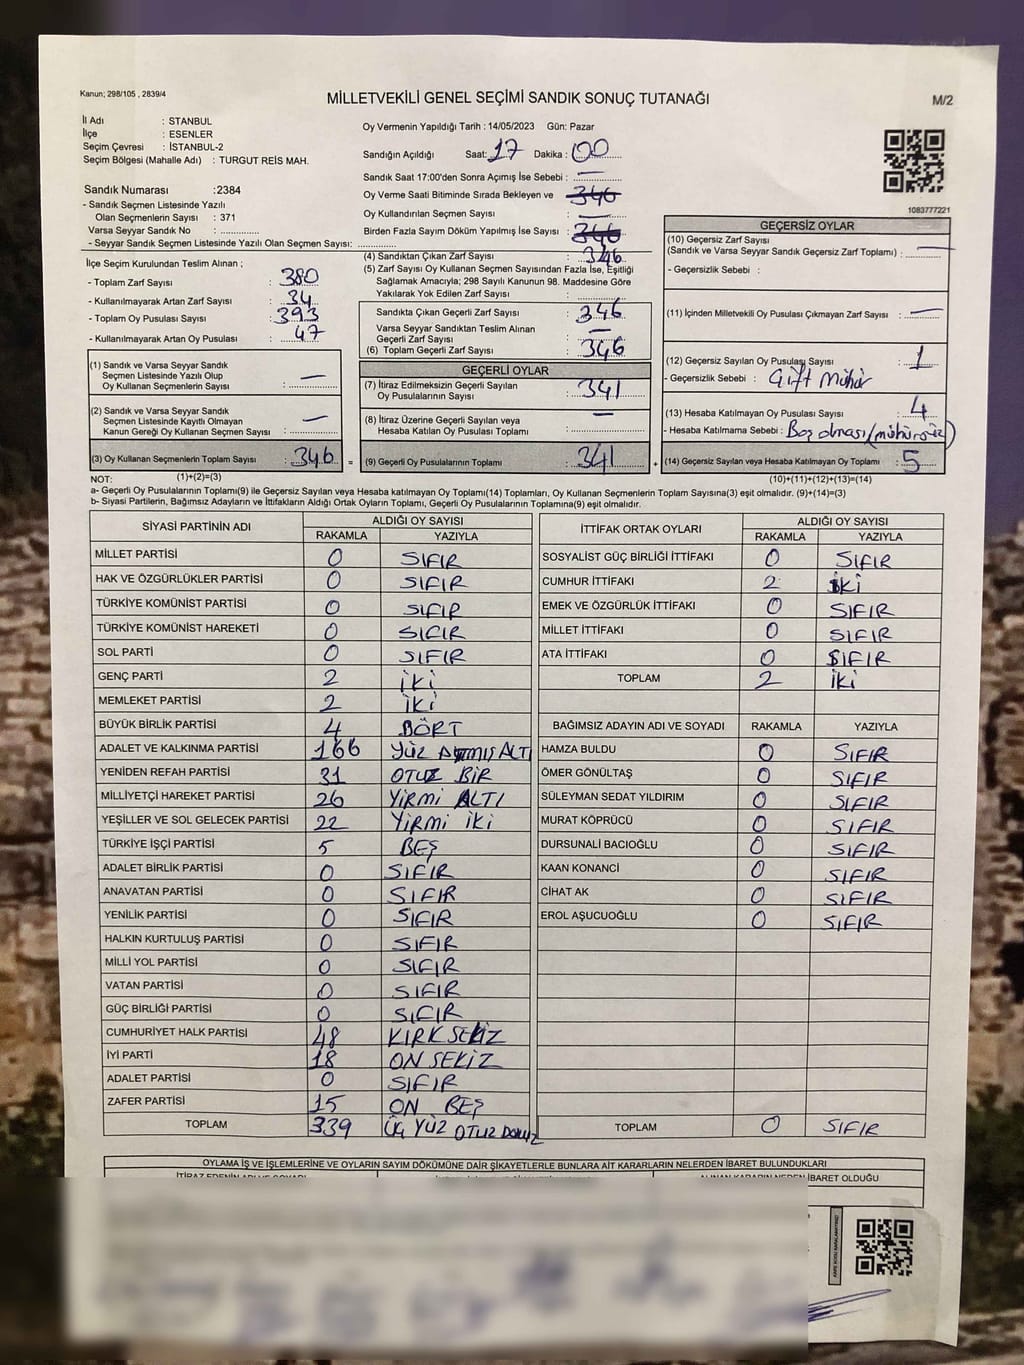 Kanun; 298/105 , 2839/4
MİLLETVEKİLİ GENEL SEÇİMİ SANDIK SONUÇ TUTANAĞI
M/2
İl Adı : STANBUL
İlçe : ESENLER
Seçim Çevresi : İSTANBUL-2
Seçim Bölgesi (Mahalle Adı) : TURGUT REİS MAH.
Sandık Numarası :2384
- Sandık Seçmen Listesinde Yazılı
Olan Seçmenlerin Sayısı : 371
Varsa Seyyar Sandık No :
- Seyyar Sandık Seçmen Listesinde Yazılı Olan Seçmen Sayısı:
Oy Vermenin Yapıldığı Tarih : 14/05/2023 Gün: Pazar
Sandığın Açıldığı Saat: 17 Dakika : 00
Sandık Saat 17:00'den Sonra Açımış İse Sebebi : —
Oy Verme Saati Bitiminde Sırada Bekleyen ve 346
Oy Kullandırılan Seçmen Sayısı : —
Birden Fazla Sayım Döküm Yapılmış İse Sayısı : 346
1083777221
İlçe Seçim Kurulundan Teslim Alınan ;
- Toplam Zarf Sayısı : 380
- Kullanılmayarak Artan Zarf Sayısı : 34
- Toplam Oy Pusulası Sayısı : 393
- Kullanılmayarak Artan Oy Pusulası : 47
(4) Sandıktan Çıkan Zarf Sayısı : 346
(5) Zarf Sayısı Oy Kullanan Seçmen Sayısından Fazla İse, Eşitliği
Sağlamak Amacıyla; 298 Sayılı Kanunun 98. Maddesine Göre
Yakılarak Yok Edilen Zarf Sayısı :
Sandıkta Çıkan Geçerli Zarf Sayısı : 346
Varsa Seyyar Sandıktan Teslim Alınan
Geçerli Zarf Sayısı : —
(6) Toplam Geçerli Zarf Sayısı : 346
GEÇERSİZ OYLAR
(10) Geçersiz Zarf Sayısı
(Sandık ve Varsa Seyyar Sandık Geçersiz Zarf Toplamı) : —
- Geçersizlik Sebebi :
(11) İçinden Milletvekili Oy Pusulası Çıkmayan Zarf Sayısı : —
(12) Geçersiz Sayılan Oy Pusulası Sayısı : 1
- Geçersizlik Sebebi : Çift Mühür
(13) Hesaba Katılmayan Oy Pusulası Sayısı : 4
- Hesaba Katılmama Sebebi : Boş olması (mühürsüz)
(14) Geçersiz Sayılan veya Hesaba Katılmayan Oy Toplamı : 5
(1) Sandık ve Varsa Seyyar Sandık
Seçmen Listesinde Yazılı Olup
Oy Kullanan Seçmenlerin Sayısı : —
(2) Sandık ve Varsa Seyyar Sandık
Seçmen Listesinde Kayıtlı Olmayan
Kanun Gereği Oy Kullanan Seçmen Sayısı : —
(3) Oy Kullanan Seçmenlerin Toplam Sayısı : 346 =
GEÇERLİ OYLAR
(7) İtiraz Edilmeksizin Geçerli Sayılan
Oy Pusulalarının Sayısı : 341
(8) İtiraz Üzerine Geçerli Sayılan veya
Hesaba Katılan Oy Pusulası Toplamı : —
(9) Geçerli Oy Pusulalarının Toplamı : 341 +
NOT: (1)+(2)=(3)
(10)+(11)+(12)+(13)=(14)
a- Geçerli Oy Pusulalarının Toplamı(9) ile Geçersiz Sayılan veya Hesaba katılmayan Oy Toplamı(14) Toplamları, Oy Kullanan Seçmenlerin Toplam Sayısına(3) eşit olmalıdır. (9)+(14)=(3)
b- Siyasi Partilerin, Bağımsız Adayların ve İttifakların Aldığı Ortak Oyların Toplamı, Geçerli Oy Pusulalarının Toplamına(9) eşit olmalıdır.
SİYASİ PARTİNİN ADI ALDIĞI OY SAYISI
RAKAMLA YAZIYLA
MİLLET PARTİSİ 0 SIFIR
HAK VE ÖZGÜRLÜKLER PARTİSİ 0 SIFIR
TÜRKİYE KOMÜNİST PARTİSİ 0 SIFIR
TÜRKİYE KOMÜNİST HAREKETİ 0 SIFIR
SOL PARTİ 0 SIFIR
GENÇ PARTİ 2 İKİ
MEMLEKET PARTİSİ 2 İKİ
BÜYÜK BİRLİK PARTİSİ 4 DÖRT
ADALET VE KALKINMA PARTİSİ 166 YÜZ ATMIŞ ALTI
YENİDEN REFAH PARTİSİ 31 OTUZ BİR
MİLLİYETÇİ HAREKET PARTİSİ 26 YİRMİ ALTI
YEŞİLLER VE SOL GELECEK PARTİSİ 22 YİRMİ İKİ
TÜRKİYE İŞÇİ PARTİSİ 5 BEŞ
ADALET BİRLİK PARTİSİ 0 SIFIR
ANAVATAN PARTİSİ 0 SIFIR
YENİLİK PARTİSİ 0 SIFIR
HALKIN KURTULUŞ PARTİSİ 0 SIFIR
MİLLİ YOL PARTİSİ 0 SIFIR
VATAN PARTİSİ 0 SIFIR
GÜÇ BİRLİĞİ PARTİSİ 0 SIFIR
CUMHURİYET HALK PARTİSİ 48 KIRK SEKİZ
İYİ PARTİ 18 ON SEKİZ
ADALET PARTİSİ 0 SIFIR
ZAFER PARTİSİ 15 ON BEŞ
TOPLAM 339 ÜÇ YÜZ OTUZ DOKUZ
İTTİFAK ORTAK OYLARI ALDIĞI OY SAYISI
RAKAMLA YAZIYLA
SOSYALİST GÜÇ BİRLİĞİ İTTİFAKI 0 SIFIR
CUMHUR İTTİFAKI 2 İKİ
EMEK VE ÖZGÜRLÜK İTTİFAKI 0 SIFIR
MİLLET İTTİFAKI 0 SIFIR
ATA İTTİFAKI 0 SIFIR
TOPLAM 2 İKİ
BAĞIMSIZ ADAYIN ADI VE SOYADI RAKAMLA YAZIYLA
HAMZA BULDU 0 SIFIR
ÖMER GÖNÜLTAŞ 0 SIFIR
SÜLEYMAN SEDAT YILDIRIM 0 SIFIR
MURAT KÖPRÜCÜ 0 SIFIR
DURSUNALİ BACIOĞLU 0 SIFIR
KAAN KONANCİ 0 SIFIR
CİHAT AK 0 SIFIR
EROL AŞUCUOĞLU 0 SIFIR
TOPLAM 0 SIFIR
OYLAMA İŞ VE İŞLEMLERİNE VE OYLARIN SAYIM DÖKÜMÜNE DAİR ŞİKAYETLERLE BUNLARA AİT KARARLARIN NELERDEN İBARET BULUNDUKLARI
İBARET OLDUĞU